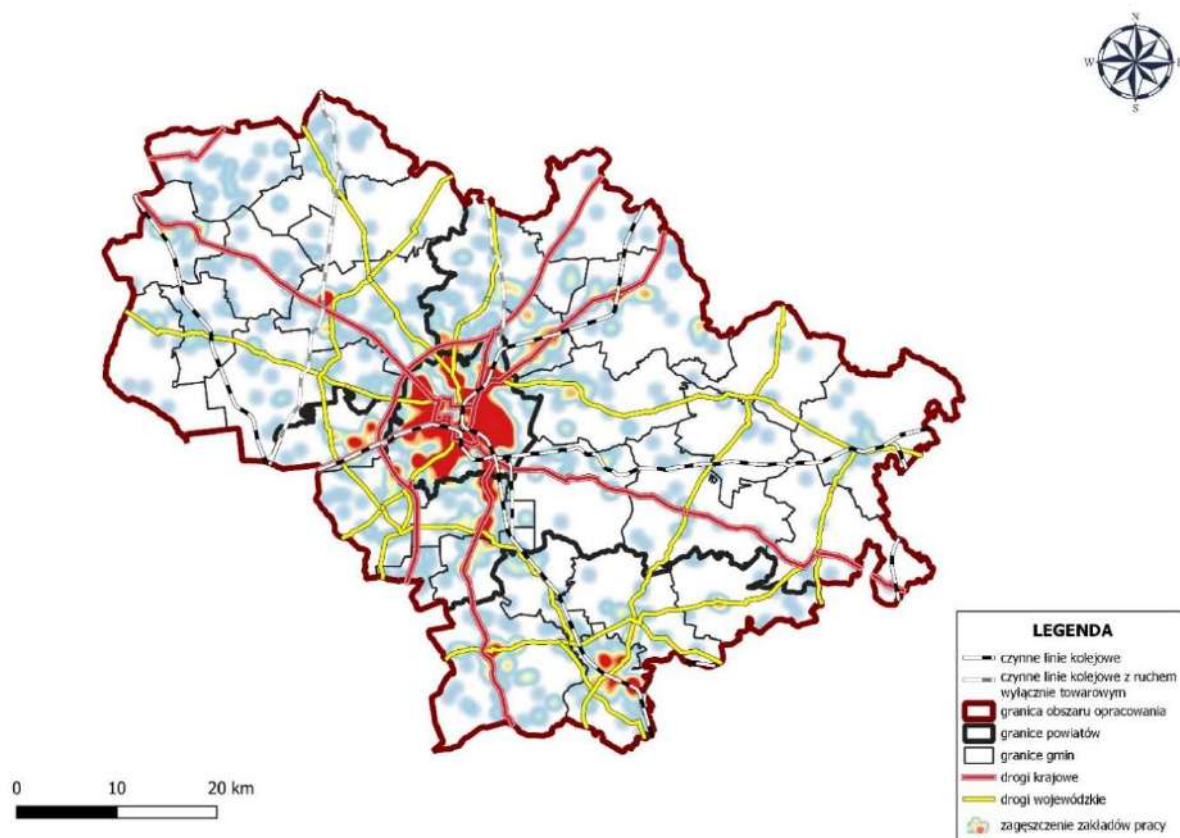 N
W
S
LEGENDA
czynne linie kolejowe
czynne linie kolejowe z ruchem
wyłącznie towarowym
granica obszaru opracowania
granice powiatów
granice gmin
drogi krajowe
drogi wojewódzkie
zagęszczenie zakładów pracy
0 10 20 km